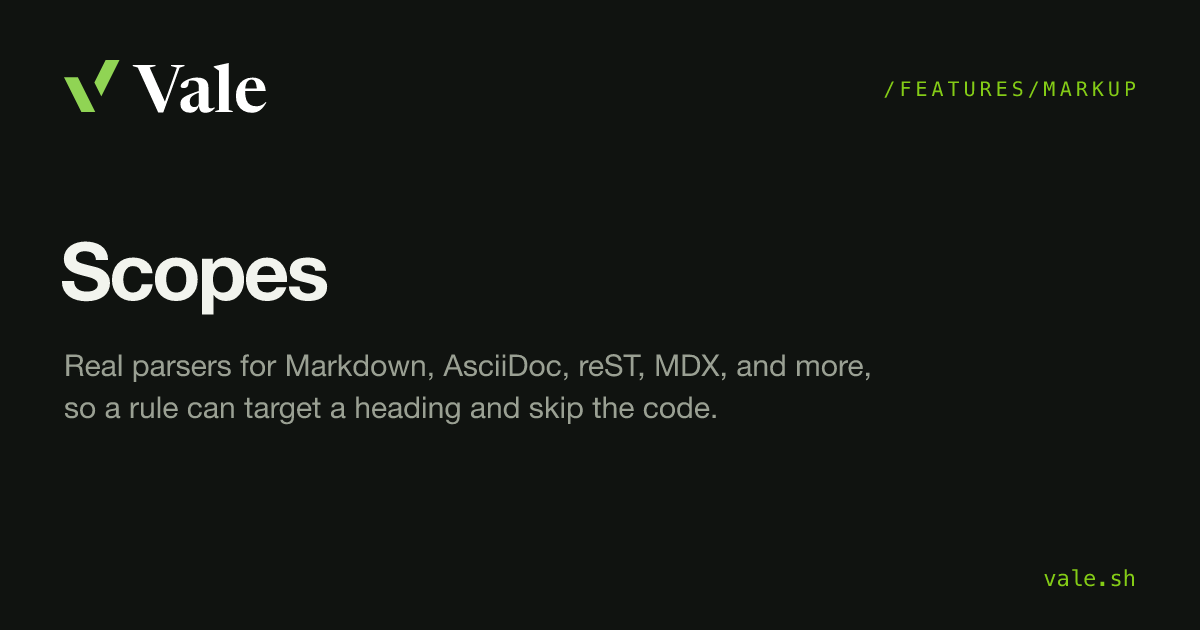 Vale
/FEATURES/MARKUP
Scopes
Real parsers for Markdown, AsciiDoc, reST, MDX, and more,
so a rule can target a heading and skip the code.
vale.sh